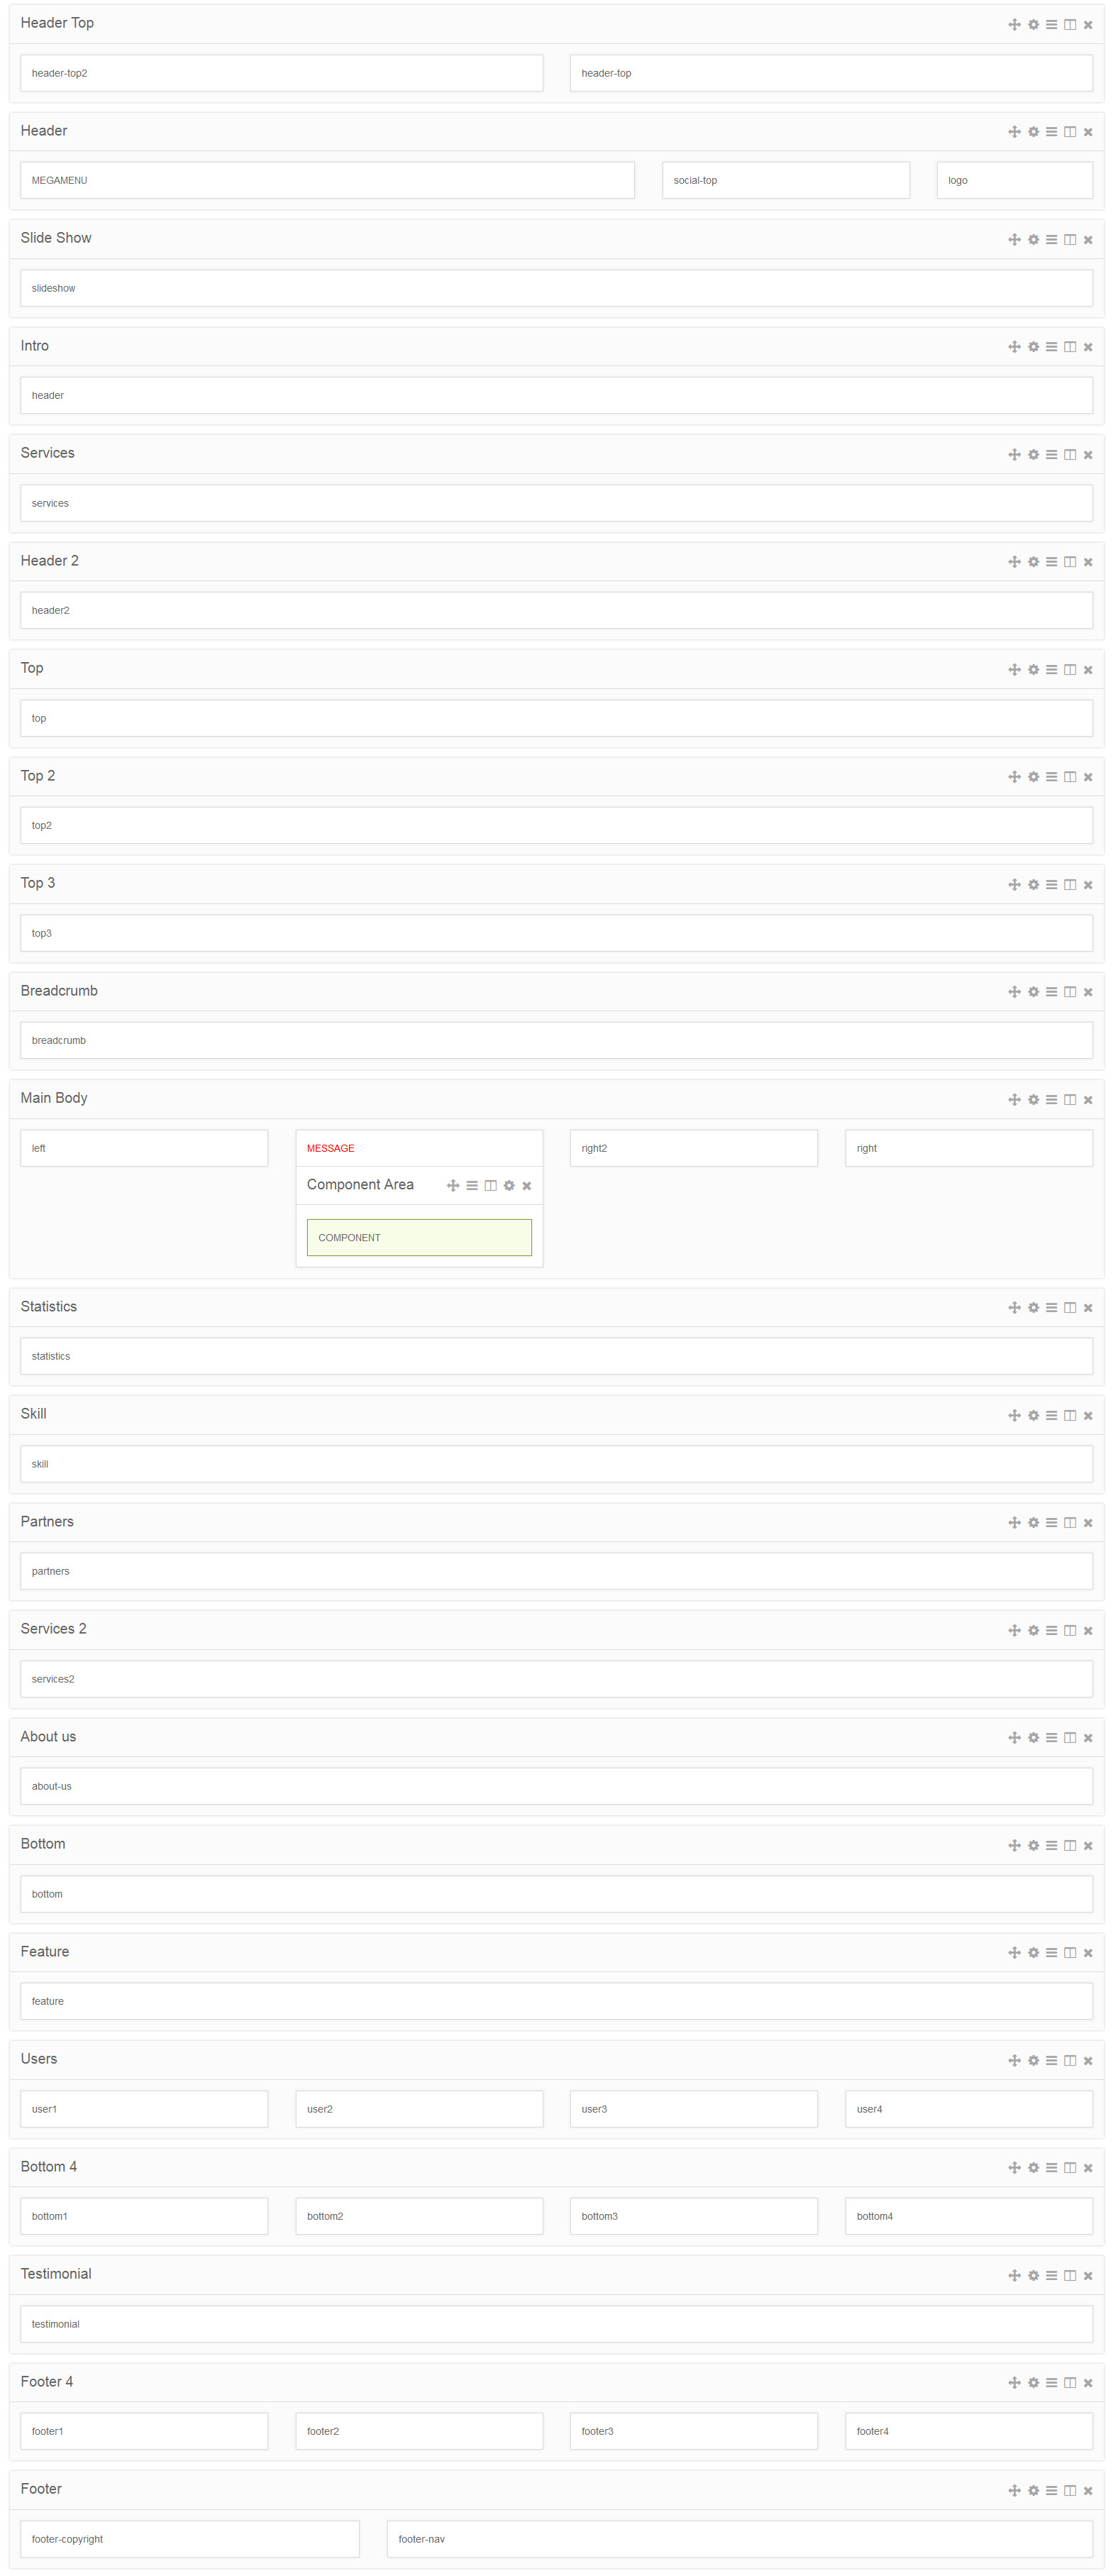 Header Top
header-top2 header-top
Header
MEGAMENU social-top logo
Slide Show
slideshow
Intro
header
Services
services
Header 2
header2
Top
top
Top 2
top2
Top 3
top3
Breadcrumb
breadcrumb
Main Body
left MESSAGE right2 right
Component Area
COMPONENT
Statistics
statistics
Skill
skill
Partners
partners
Services 2
services2
About us
about-us
Bottom
bottom
Feature
feature
Users
user1 user2 user3 user4
Bottom 4
bottom1 bottom2 bottom3 bottom4
Testimonial
testimonial
Footer 4
footer1 footer2 footer3 footer4
Footer
footer-copyright footer-nav